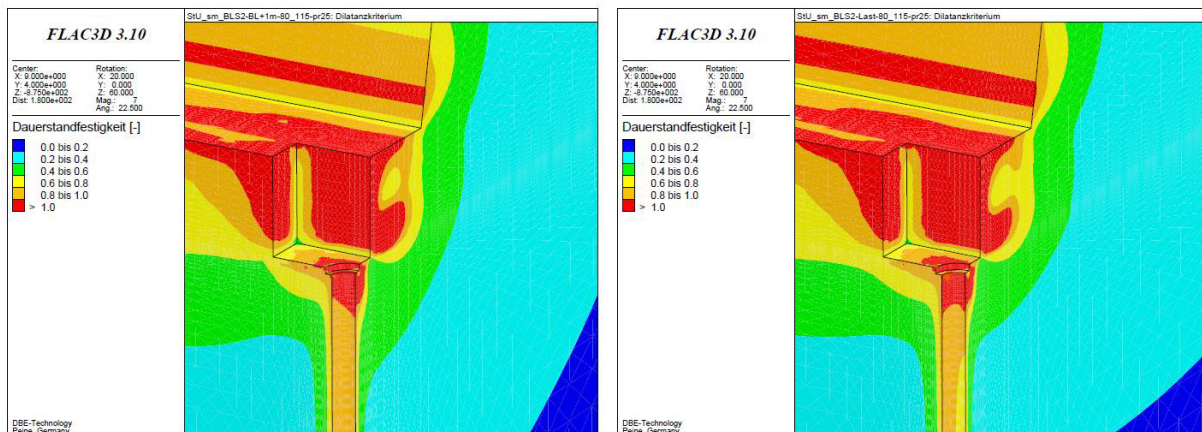 StU_sm_BLS2-BL+1m-80_115-pr25: Dilatanzkriterium
FLAC3D 3.10
Center: Rotation:
X: 9.000e+000 X: 20.000
Y: 4.000e+000 Y: 0.000
Z: -8.750e+002 Z: 60.000
Dist: 1.800e+002 Mag.: 7
Ang.: 22.500
Dauerstandfestigkeit [-]
0.0 bis 0.2
0.2 bis 0.4
0.4 bis 0.6
0.6 bis 0.8
0.8 bis 1.0
> 1.0
DBE-Technology
Peine, Germany
StU_sm_BLS2-Last-80_115-pr25: Dilatanzkriterium
FLAC3D 3.10
Center: Rotation:
X: 9.000e+000 X: 20.000
Y: 4.000e+000 Y: 0.000
Z: -8.750e+002 Z: 60.000
Dist: 1.800e+002 Mag.: 7
Ang.: 22.500
Dauerstandfestigkeit [-]
0.0 bis 0.2
0.2 bis 0.4
0.4 bis 0.6
0.6 bis 0.8
0.8 bis 1.0
> 1.0
DBE-Technology
Peine, Germany